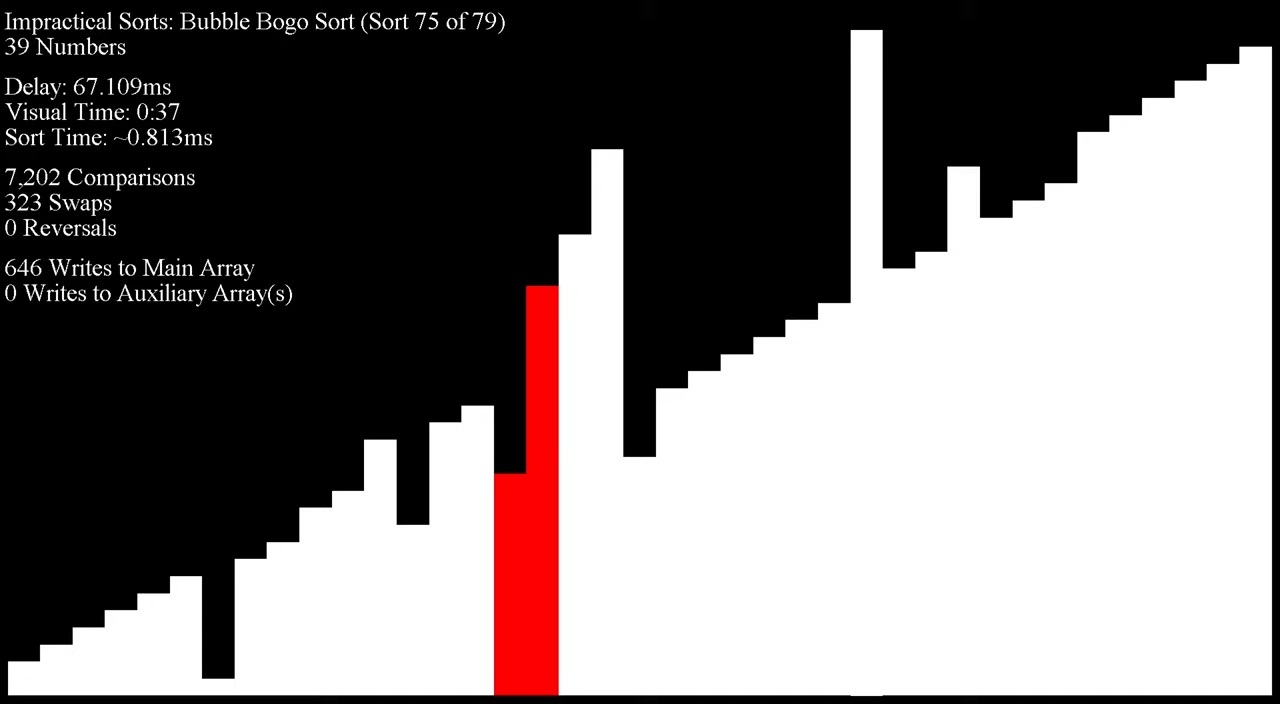 Impractical Sorts: Bubble Bogo Sort (Sort 75 of 79)
39 Numbers
Delay: 67.109ms
Visual Time: 0:37
Sort Time: ~0.813ms
7,202 Comparisons
323 Swaps
0 Reversals
646 Writes to Main Array
0 Writes to Auxiliary Array(s)